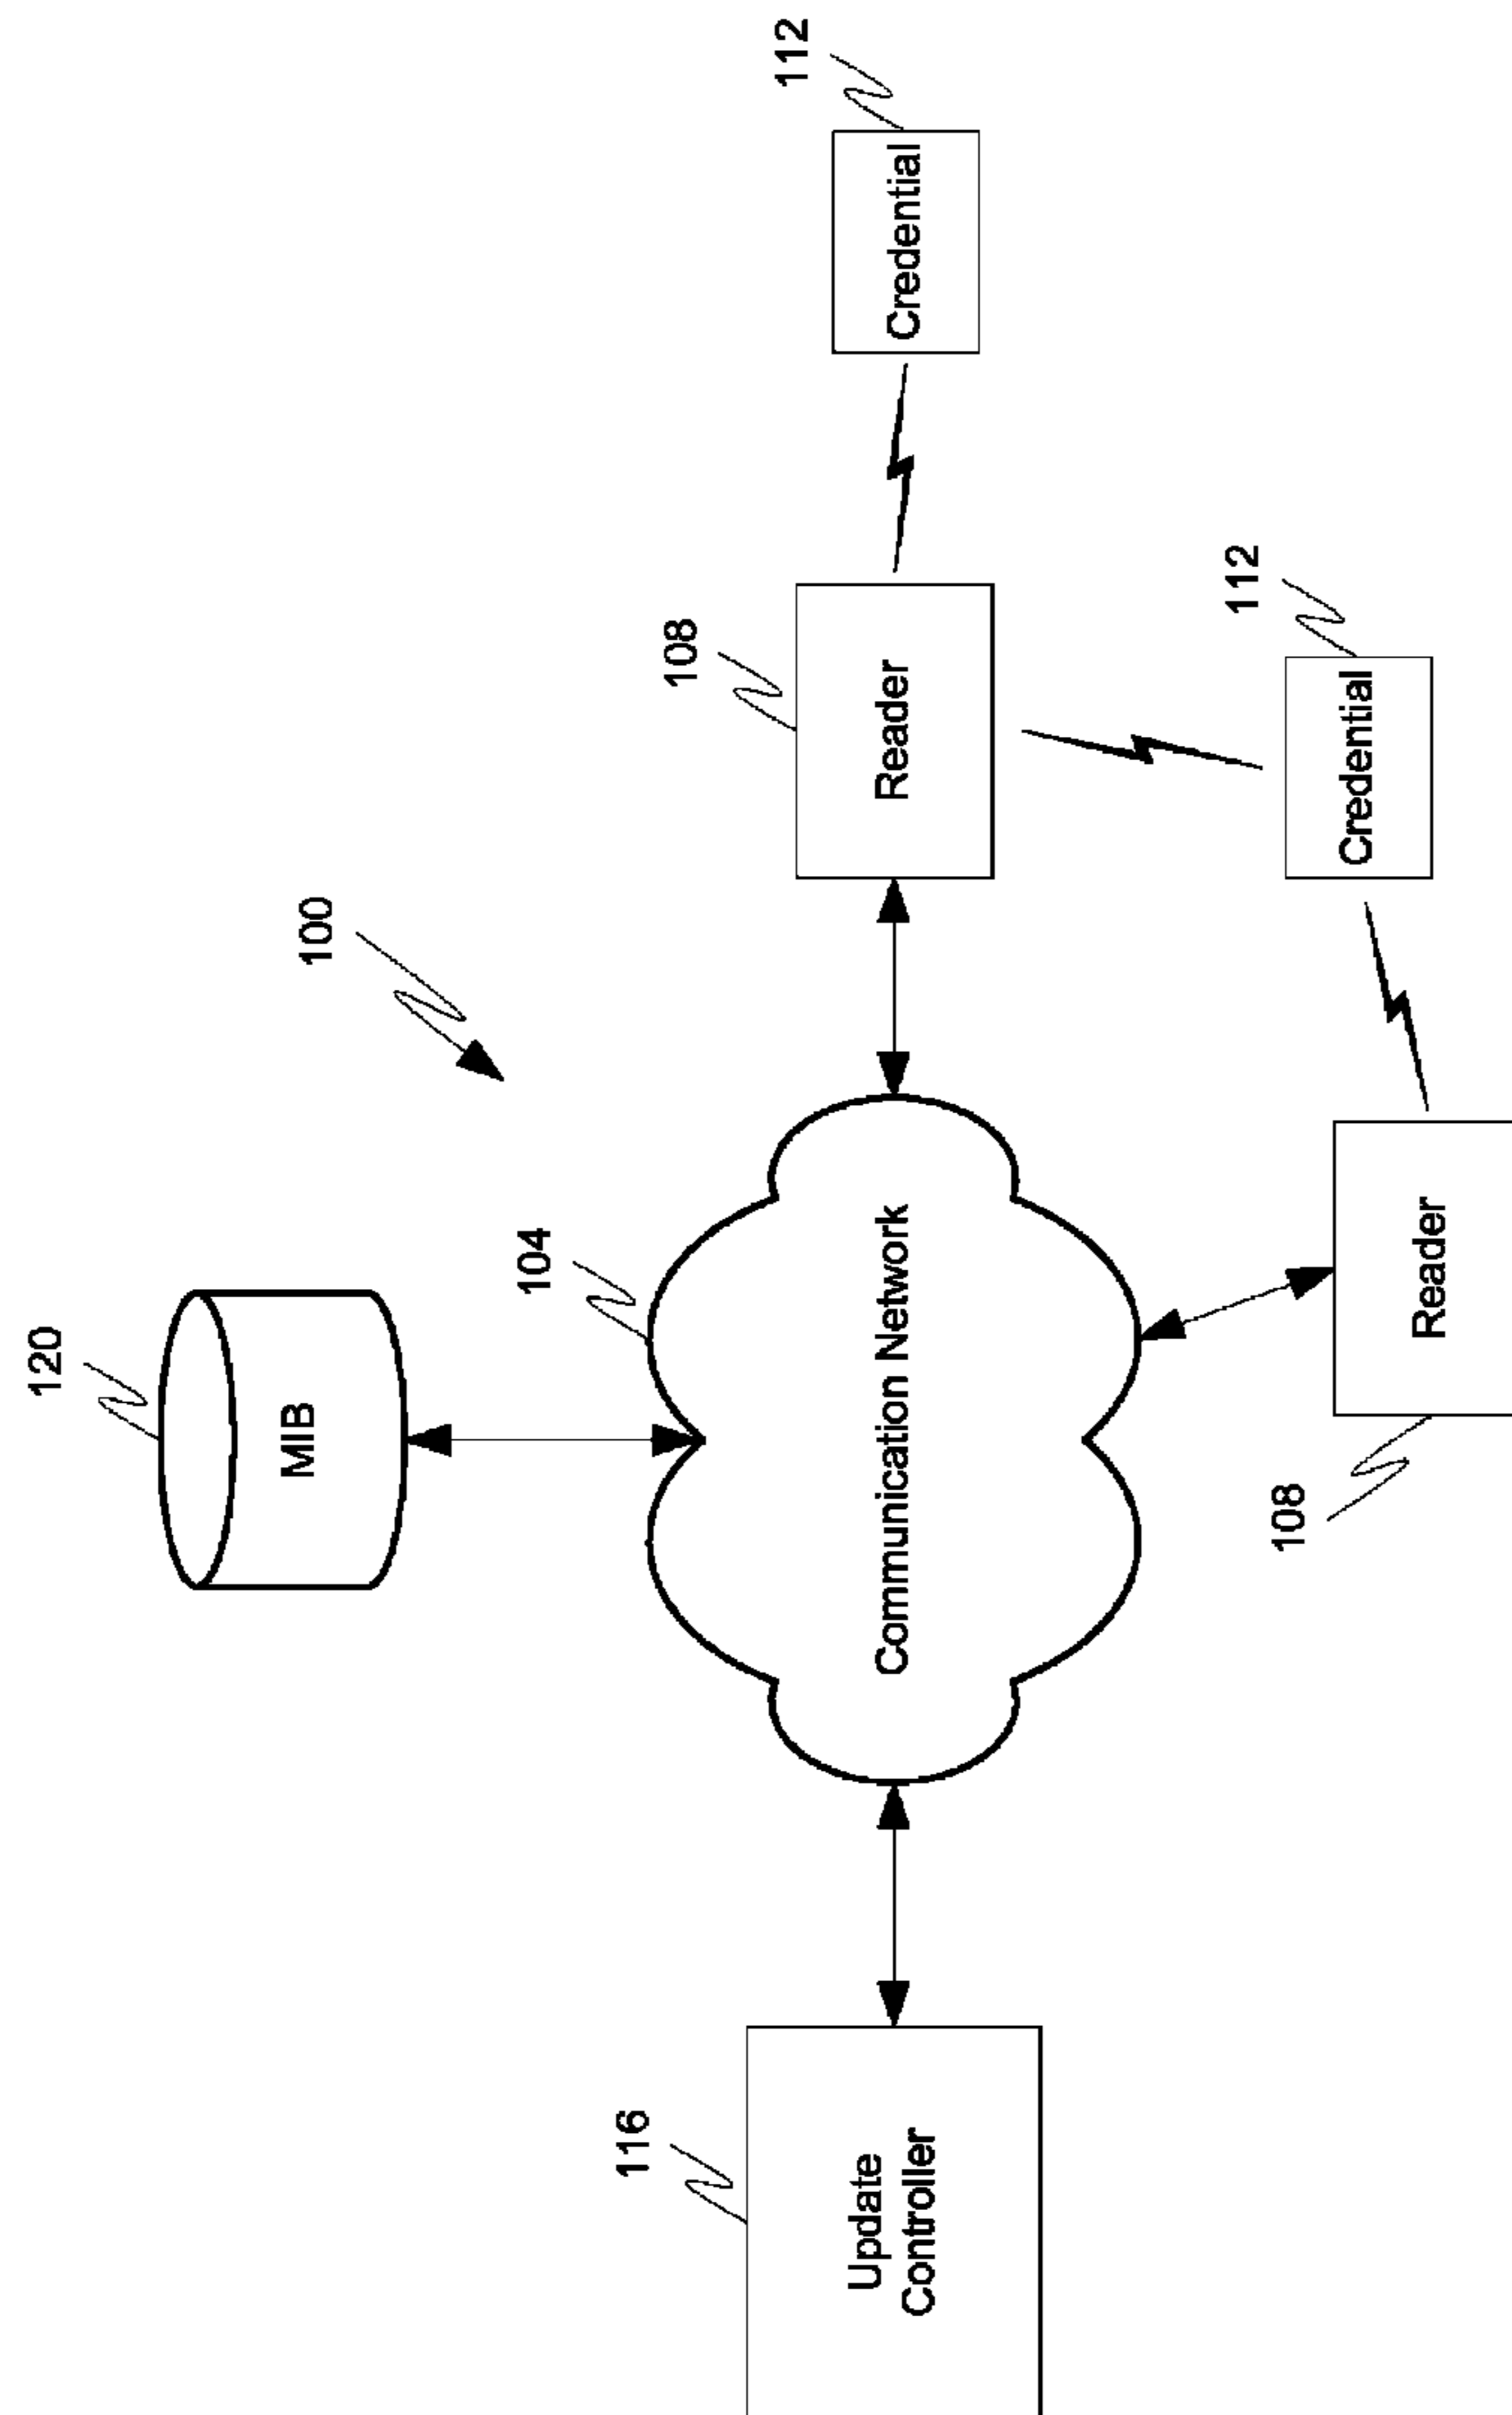 120
MIB
100
104
Communication Network
116
Update
Controller
108
Reader
112
Credential
112
Credential
108
Reader